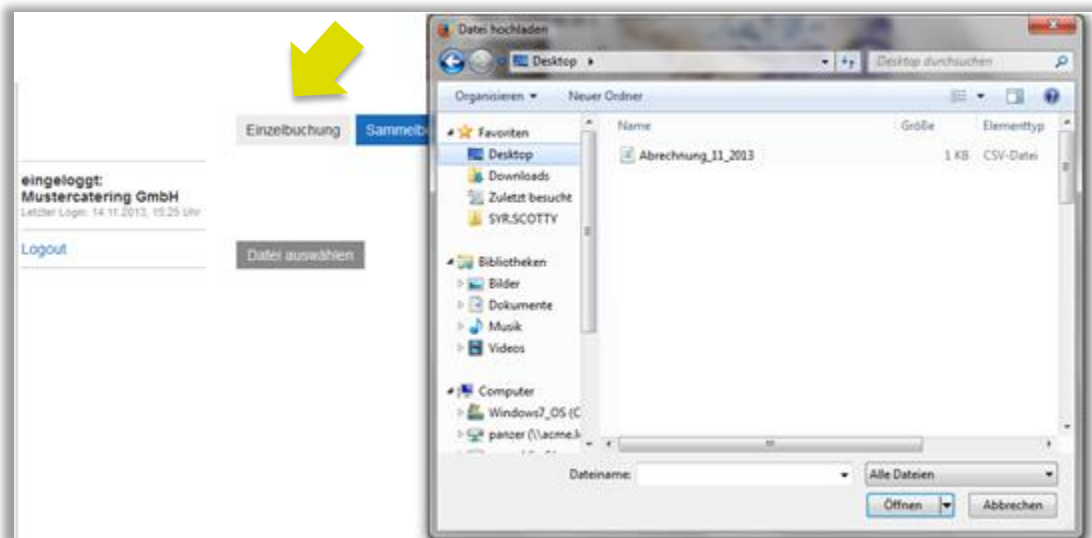 Datei hochladen
Desktop
Desktop durchsuchen
Organisieren
Neuer Ordner
Einzelbuchung
eingeloggt:
Mustercatering GmbH
Letzter Login: 14.11.2013, 15:25 Uhr
Logout
Datei auswählen
Favoriten
Desktop
Downloads
Zuletzt besucht
SYR.SCOTTY
Bibliotheken
Bilder
Dokumente
Musik
Videos
Computer
Windows7_OS (C
panzer (\\acme.l
Name Größe Elementtyp
Abrechnung_11_2013 1 KB CSV-Datei
Dateiname:
Alle Dateien
Öffnen
Abbrechen